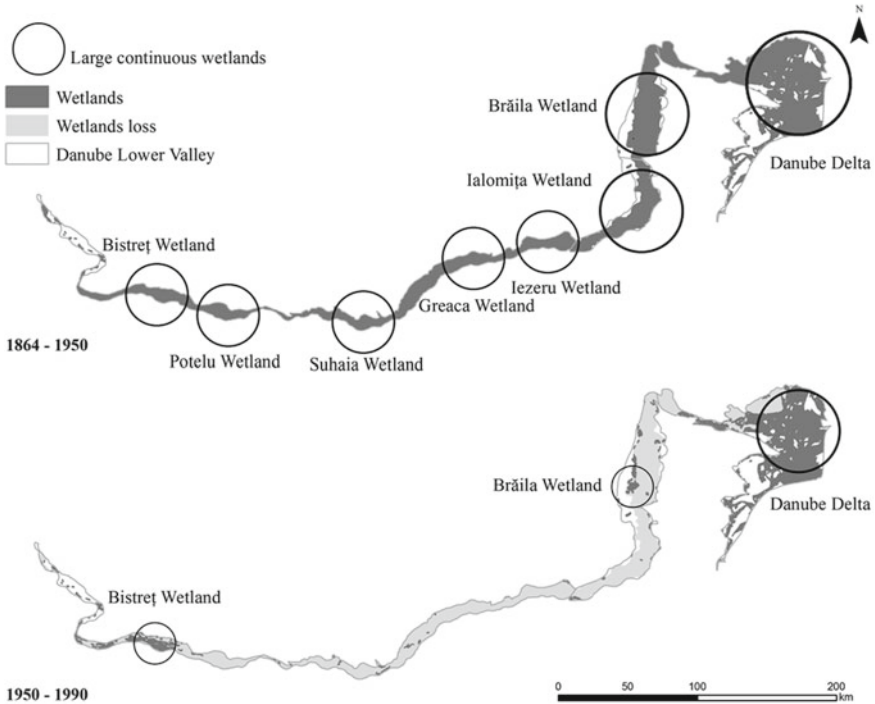 N
Large continuous wetlands
Wetlands
Wetlands loss
Danube Lower Valley
Brăila Wetland
Ialomița Wetland
Danube Delta
Bistreț Wetland
Iezeru Wetland
Greaca Wetland
1864 - 1950
Potelu Wetland
Suhaia Wetland
Brăila Wetland
Danube Delta
Bistreț Wetland
1950 - 1990
0 50 100 200
km